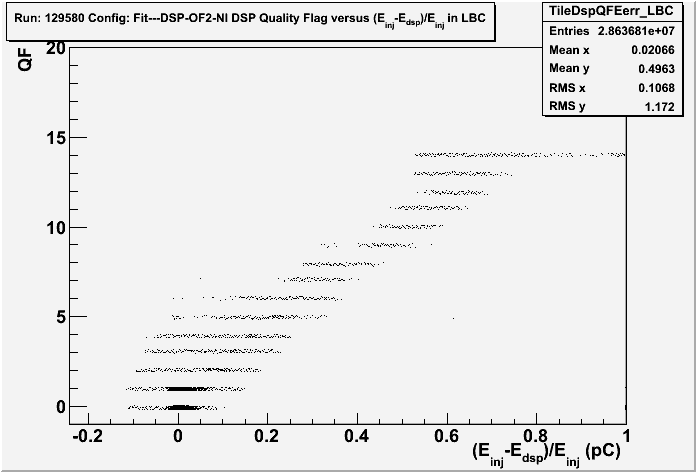 Run: 129580 Config: Fit---DSP-OF2-NI DSP Quality Flag versus (Einj-Edsp)/Einj in LBC
TileDspQFEerr_LBC
Entries 2.863681e+07
Mean x 0.02066
Mean y 0.4963
RMS x 0.1068
RMS y 1.172
QF
20
15
10
5
0
-0.2 0 0.2 0.4 0.6 0.8 1
(Einj-Edsp)/Einj (pC)